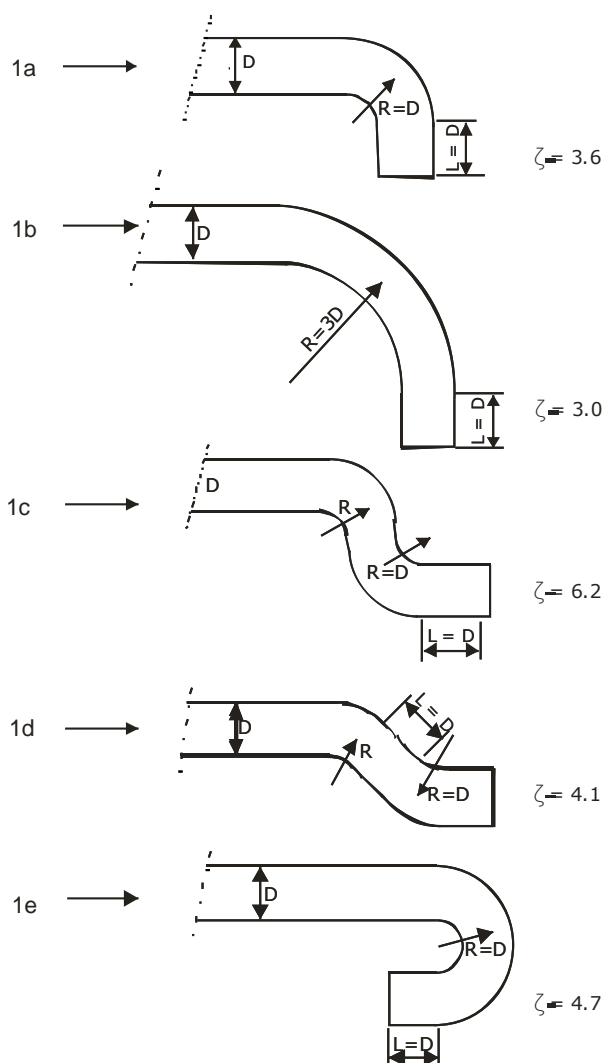 1a
D
R=D
L = D
ζ= 3.6
1b
D
R=3D
L = D
ζ= 3.0
1c
D
R
R=D
L = D
ζ= 6.2
1d
D
R
L = D
R=D
ζ= 4.1
1e
D
R=D
L=D
ζ= 4.7